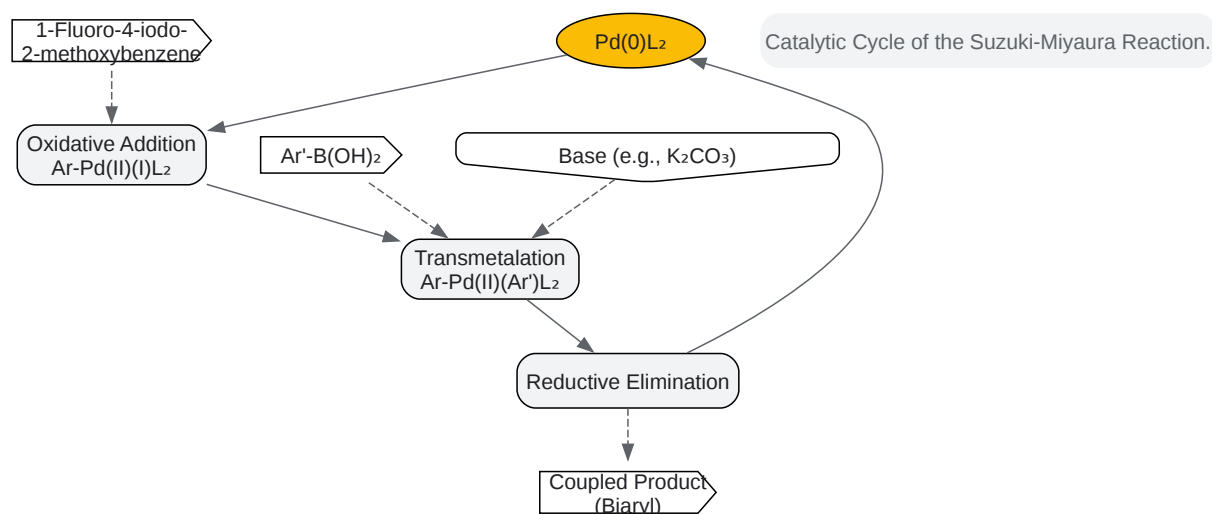 1-Fluoro-4-iodo-
2-methoxybenzene
Pd(0)L₂
Catalytic Cycle of the Suzuki-Miyaura Reaction.
Oxidative Addition
Ar-Pd(II)(I)L₂
Ar'-B(OH)₂
Base (e.g., K₂CO₃)
Transmetalation
Ar-Pd(II)(Ar')L₂
Reductive Elimination
Coupled Product
(Biaryl)